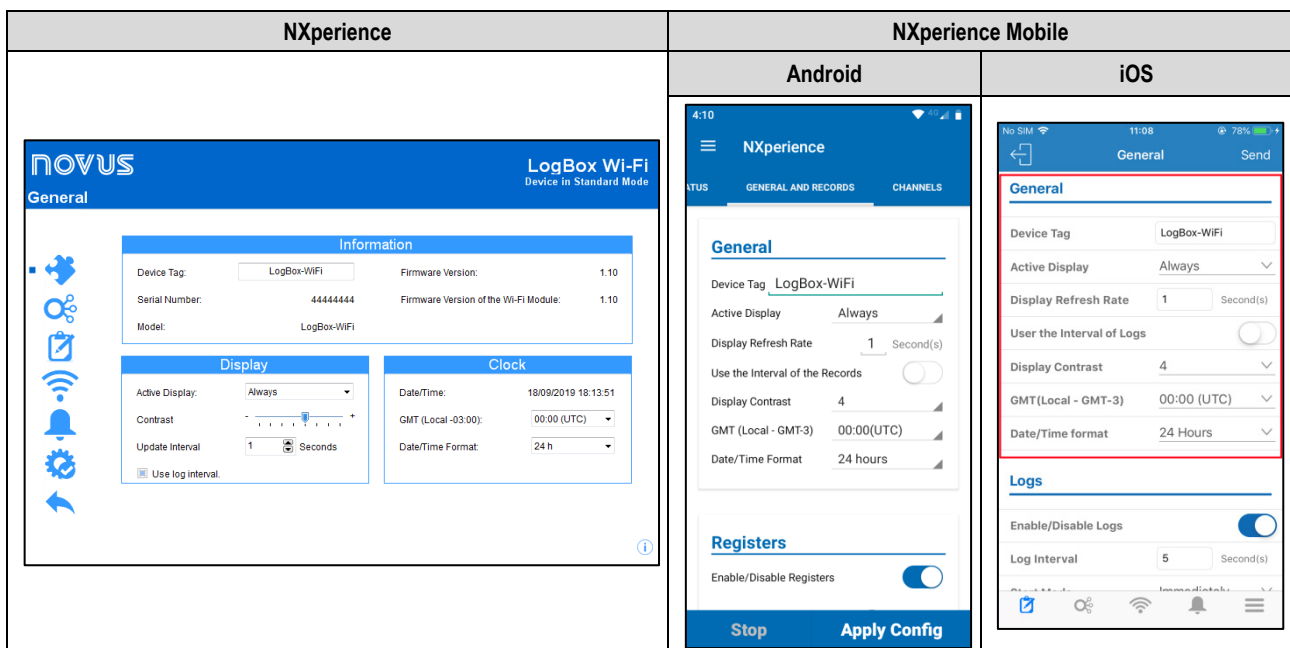 NXperience
NXperience Mobile
Android
iOS
novus
General
LogBox Wi-Fi
Device in Standard Mode
Information
Device Tag: LogBox-WiFi Firmware Version: 1.10
Serial Number: 44444444 Firmware Version of the Wi-Fi Module: 1.10
Model: LogBox-WiFi
Display
Active Display: Always
Contrast - +
Update Interval 1 Seconds
Use log interval.
Clock
Date/Time: 18/09/2019 18:13:51
GMT (Local -03:00): 00:00 (UTC)
Date/Time Format: 24 h
4:10 4G
NXperience
ATUS GENERAL AND RECORDS CHANNELS
General
Device Tag LogBox-WiFi
Active Display Always
Display Refresh Rate 1 Second(s)
Use the Interval of the Records
Display Contrast 4
GMT (Local - GMT-3) 00:00(UTC)
Date/Time Format 24 hours
Registers
Enable/Disable Registers
Stop Apply Config
No SIM 11:08 78%
General Send
General
Device Tag LogBox-WiFi
Active Display Always
Display Refresh Rate 1 Second(s)
User the Interval of Logs
Display Contrast 4
GMT(Local - GMT-3) 00:00 (UTC)
Date/Time format 24 Hours
Logs
Enable/Disable Logs
Log Interval 5 Second(s)